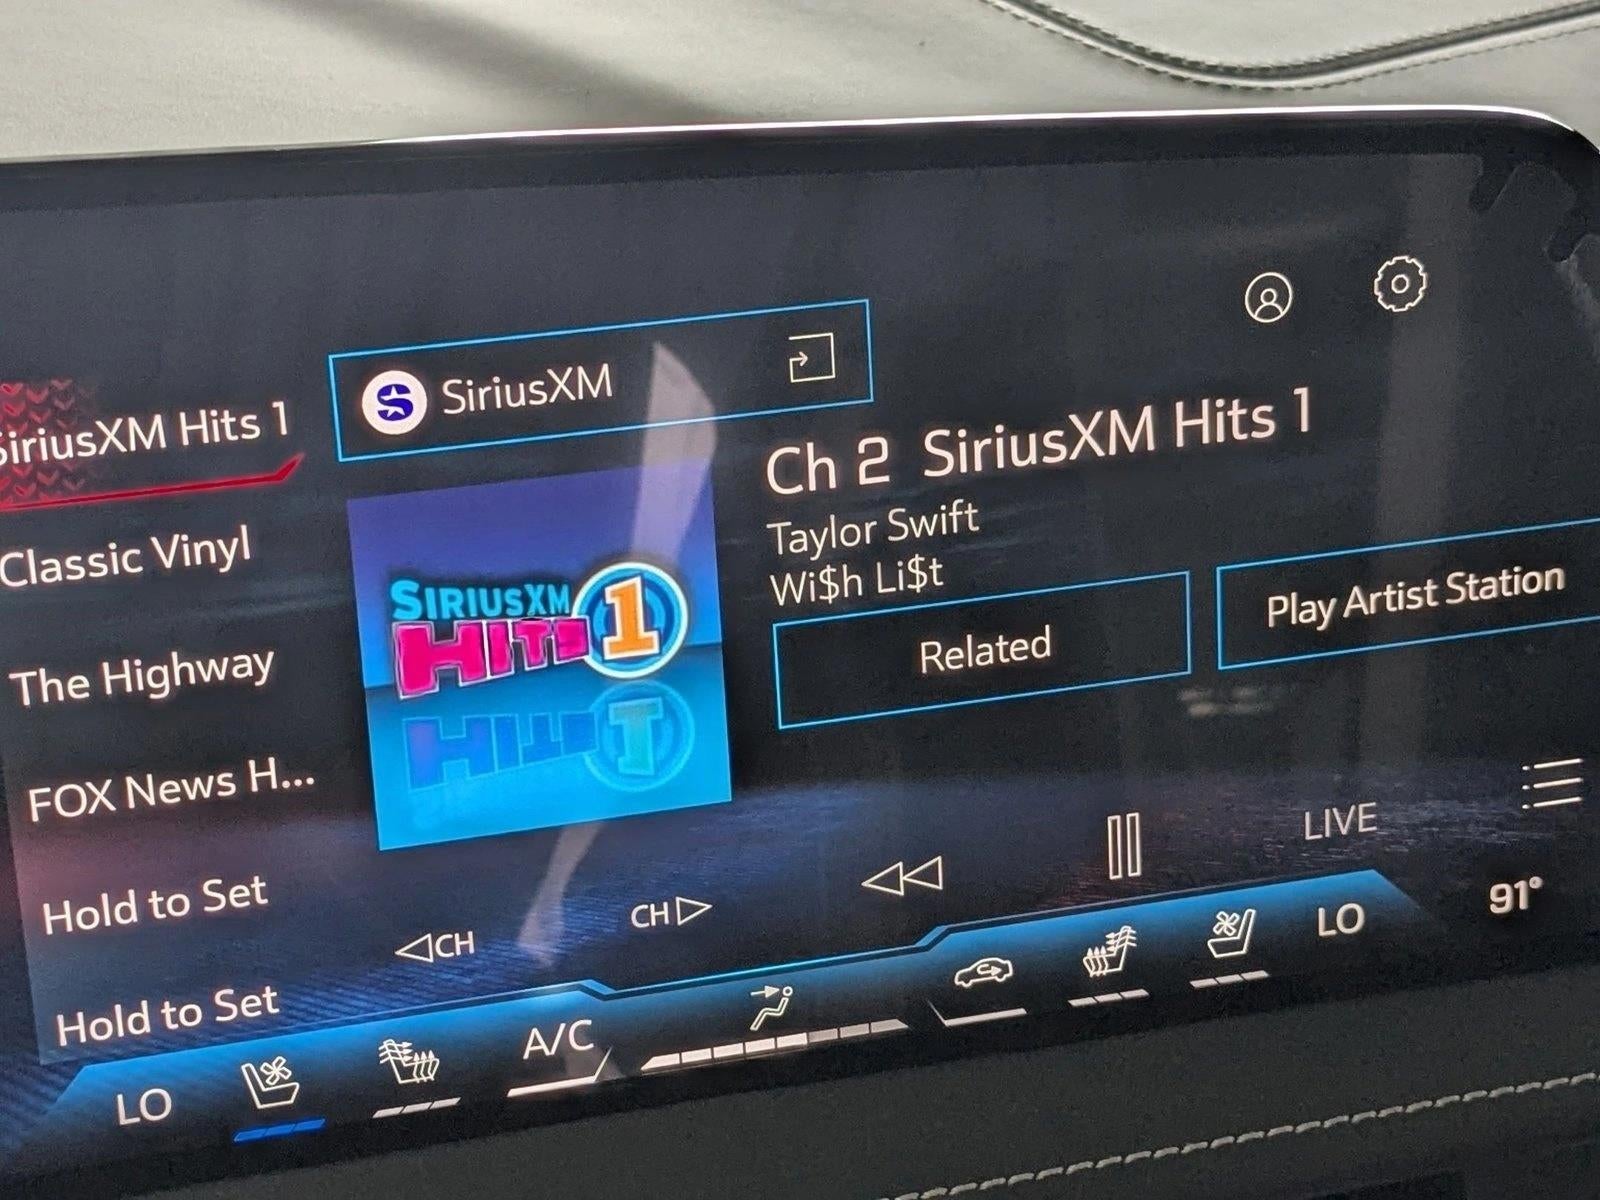 SiriusXM
SiriusXM Hits 1
Classic Vinyl
The Highway
FOX News H...
Hold to Set
Hold to Set
SIRIUSXM
HITS 1
Ch 2 SiriusXM Hits 1
Taylor Swift
Wi$h Li$t
Related
Play Artist Station
CH
CH
LIVE
LO
A/C
LO
91°